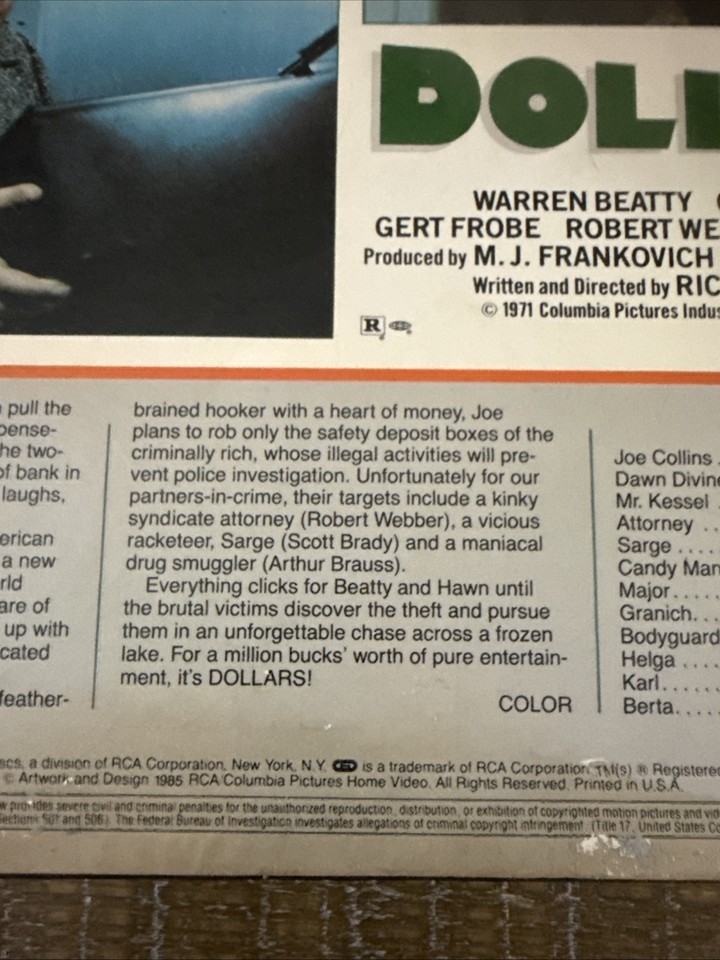 DOLL
WARREN BEATTY
GERT FROBE ROBERT WE
Produced by M. J. FRANKOVICH
Written and Directed by RIC
© 1971 Columbia Pictures Indus
R
pull the
pense-
he two-
of bank in
laughs,
erican
a new
rld
are of
up with
cated
feather-
brained hooker with a heart of money, Joe
plans to rob only the safety deposit boxes of the
criminally rich, whose illegal activities will pre-
vent police investigation. Unfortunately for our
partners-in-crime, their targets include a kinky
syndicate attorney (Robert Webber), a vicious
racketeer, Sarge (Scott Brady) and a maniacal
drug smuggler (Arthur Brauss).
Everything clicks for Beatty and Hawn until
the brutal victims discover the theft and pursue
them in an unforgettable chase across a frozen
lake. For a million bucks' worth of pure entertain-
ment, it's DOLLARS!
COLOR
Joe Collins .
Dawn Divine
Mr. Kessel .
Attorney . .
Sarge . . . .
Candy Man
Major. . . . .
Granich. . .
Bodyguard
Helga . . . .
Karl. . . . . .
Berta. . . . .
scs, a division of RCA Corporation, New York, N.Y. CED is a trademark of RCA Corporation. TM(s) ® Registered
© Artwork and Design 1985 RCA/Columbia Pictures Home Video. All Rights Reserved. Printed in U.S.A.
w provides severe civil and criminal penalties for the unauthorized reproduction, distribution, or exhibition of copyrighted motion pictures and vid
Sections 501 and 506). The Federal Bureau of Investigation investigates allegations of criminal copyright infringement. (Title 17, United States Co